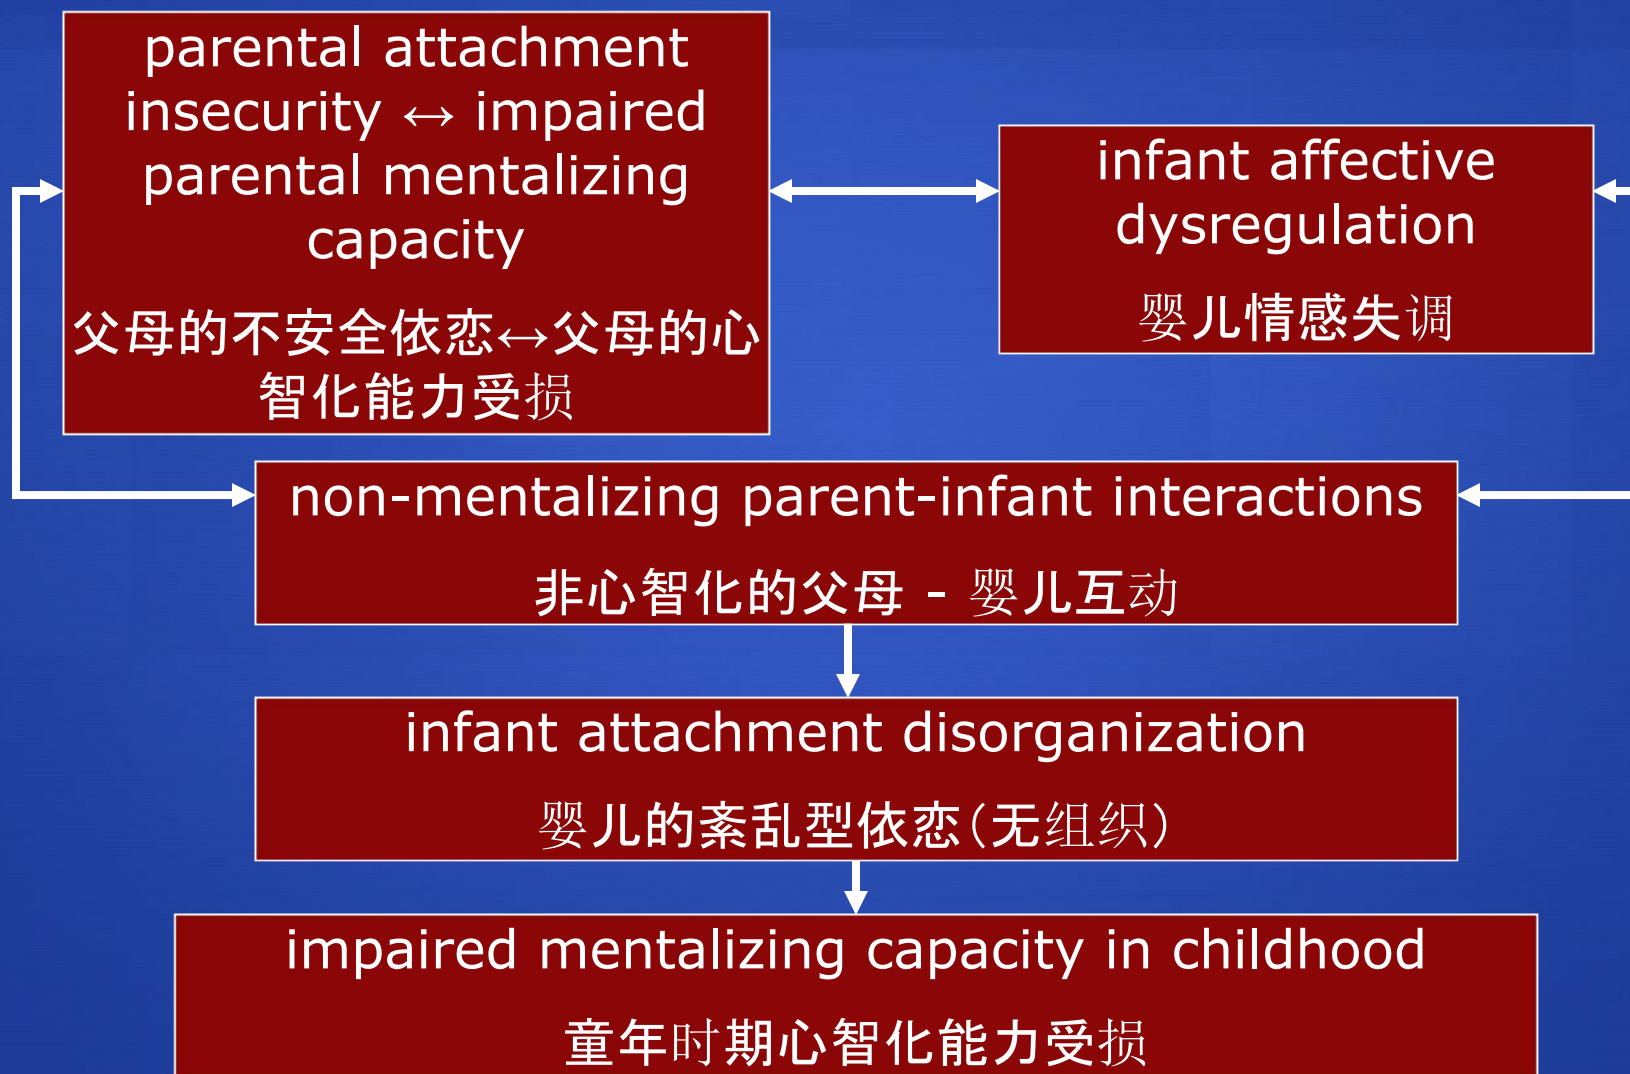 parental attachment
insecurity ↔ impaired
parental mentalizing
capacity
父母的不安全依恋↔父母的心
智化能力受损
infant affective
dysregulation
婴儿情感失调
non-mentalizing parent-infant interactions
非心智化的父母 - 婴儿互动
infant attachment disorganization
婴儿的紊乱型依恋(无组织)
impaired mentalizing capacity in childhood
童年时期心智化能力受损